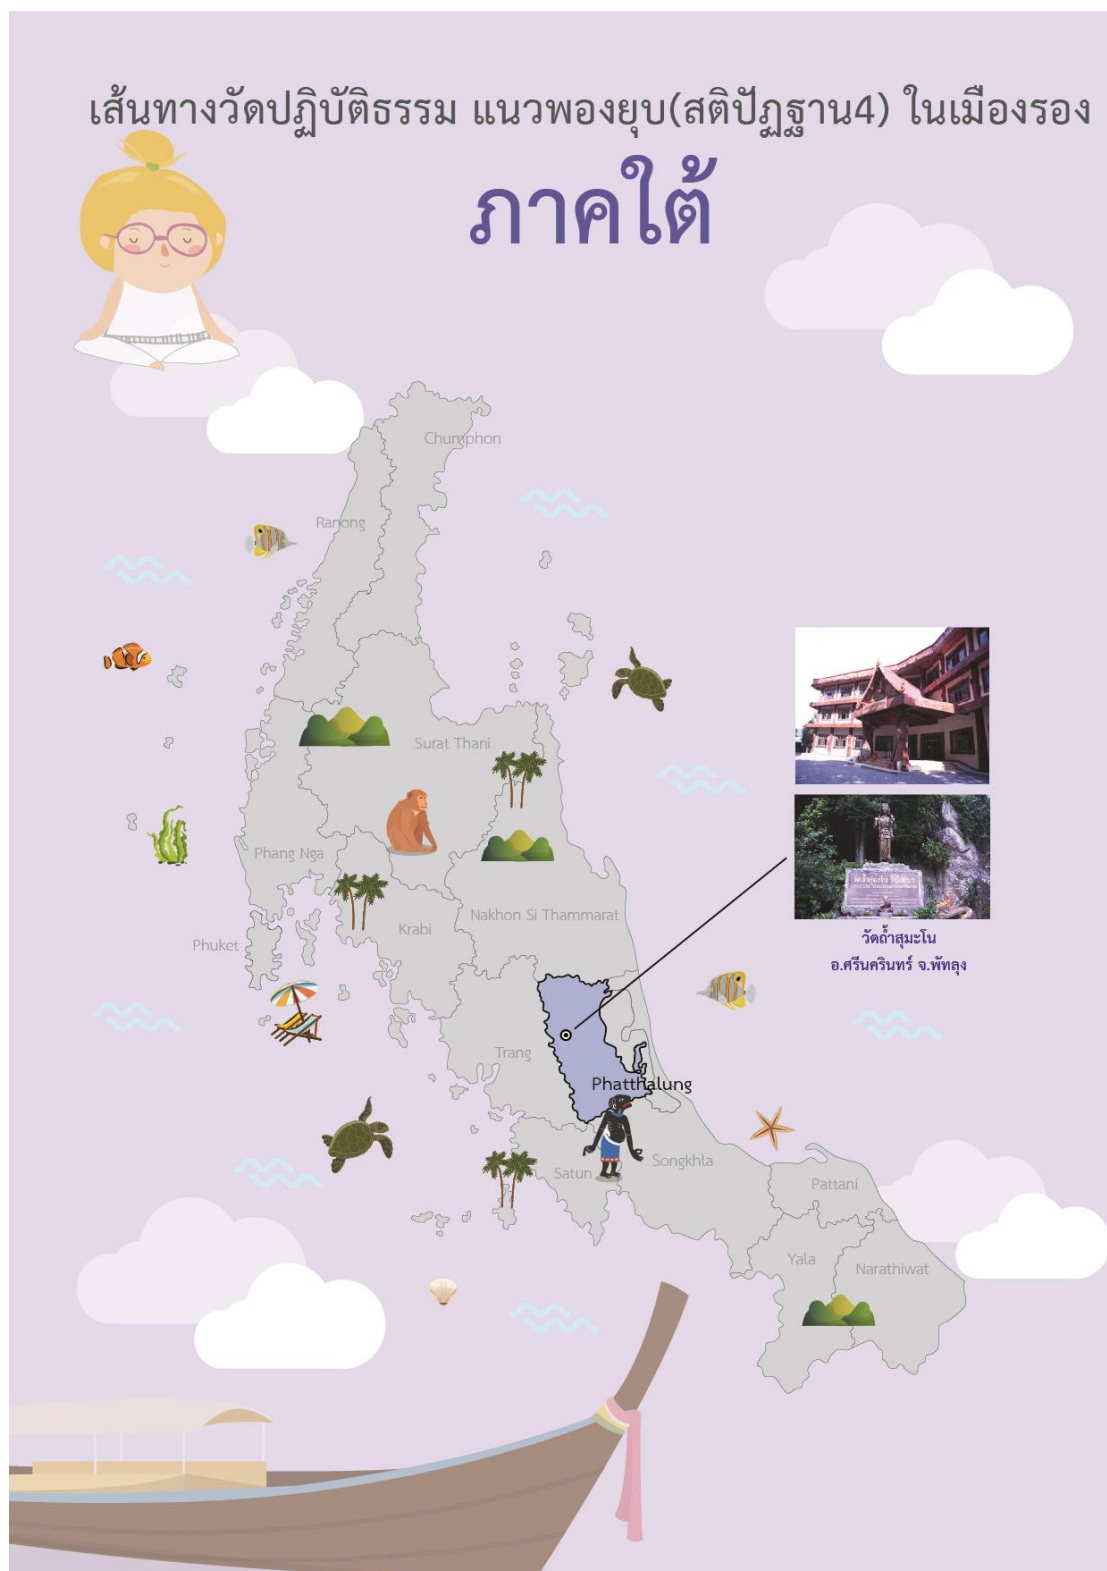 เส้นทางวัดปฏิบัติธรรม แนวพองยุบ(สติปัฏฐาน4) ในเมืองรอง
ภาคใต้
Chumphon
Ranong
Surat Thani
Phang Nga
Nakhon Si Thammarat
Krabi
Phuket
วัดถ้ำสุมะโน
อ.ศรีนครินทร์ จ.พัทลุง
Trang
Phatthalung
Songkhla
Satun
Pattani
Yala
Narathiwat